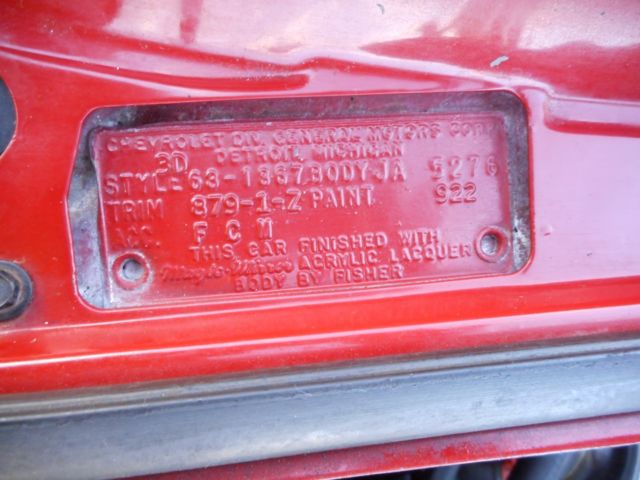 CHEVROLET DIV. GENERAL MOTORS CORP.
DETROIT, MICHIGAN
3D
STYLE 63-1367 BODY JA 5276
TRIM 879-1-Z PAINT 922
ACC. F C M
THIS CAR FINISHED WITH
Magic-Mirror ACRYLIC LACQUER
BODY BY FISHER